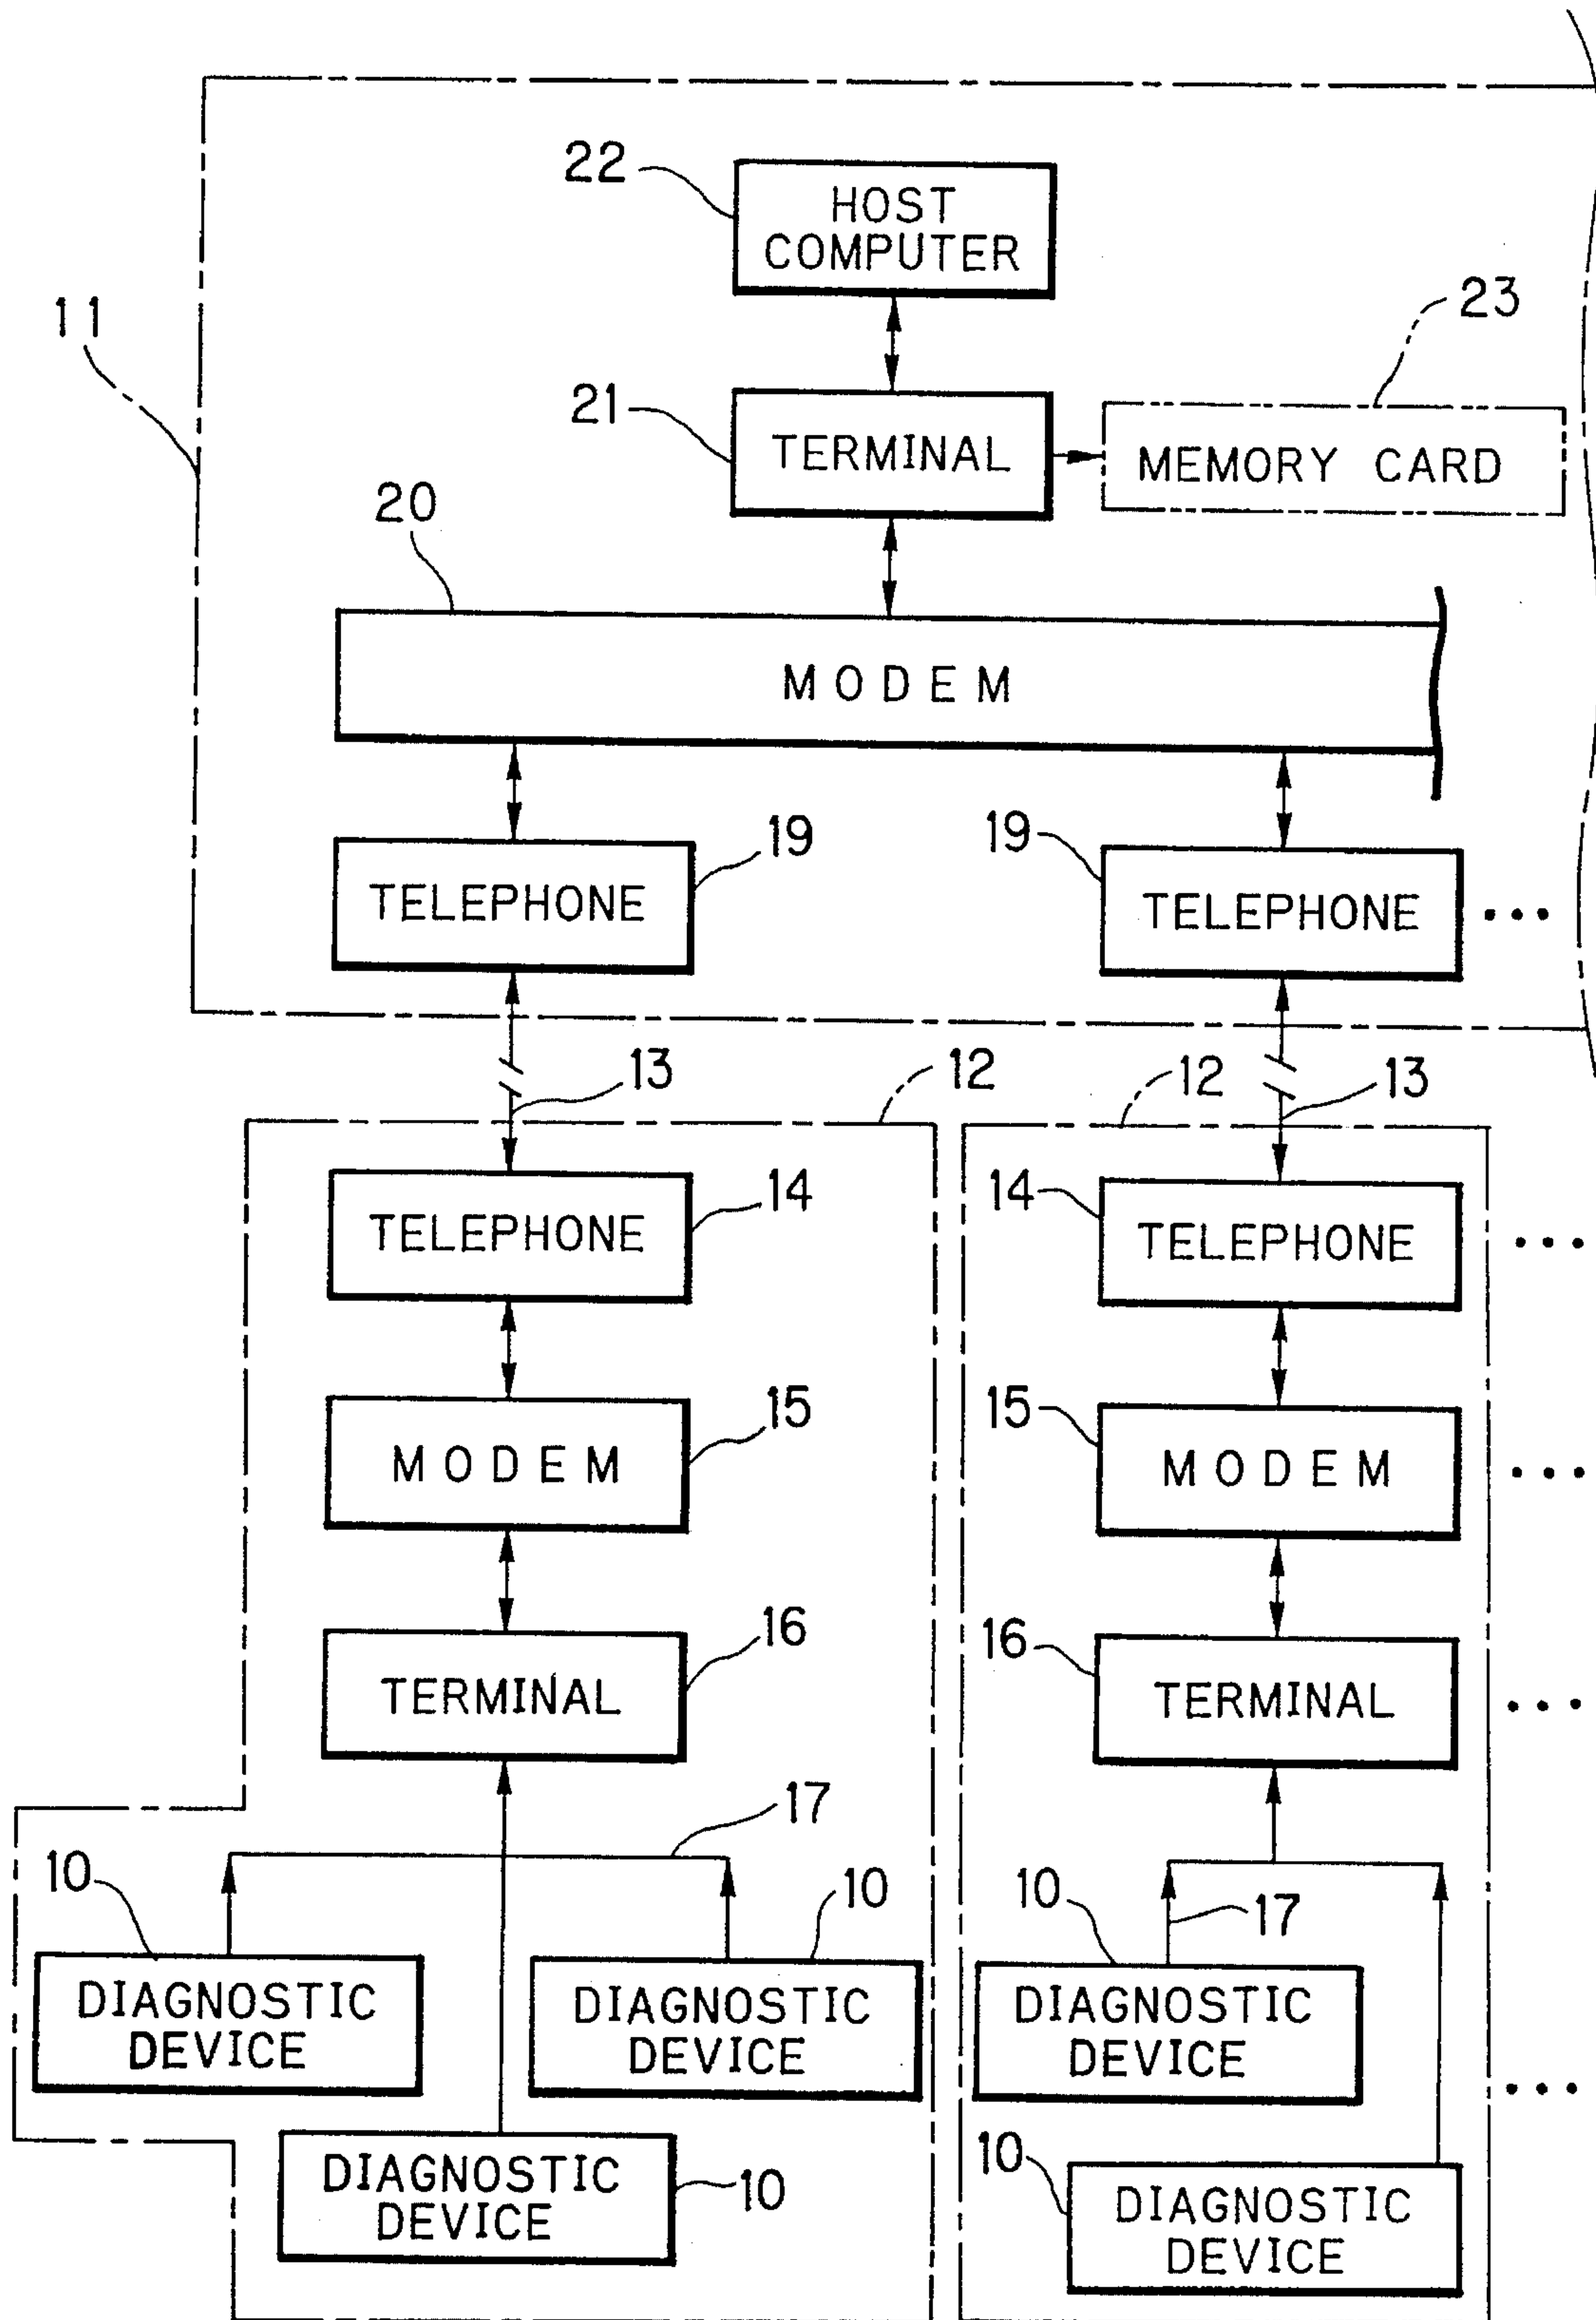 22
HOST
COMPUTER
23
11
21
TERMINAL
MEMORY CARD
20
MODEM
19
TELEPHONE
19
TELEPHONE
...
13
12
12
13
14
TELEPHONE
14
TELEPHONE
...
15
MODEM
15
MODEM
...
16
TERMINAL
16
TERMINAL
...
17
10
10
10
17
DIAGNOSTIC
DEVICE
DIAGNOSTIC
DEVICE
DIAGNOSTIC
DEVICE
...
DIAGNOSTIC
DEVICE
10
10
DIAGNOSTIC
DEVICE